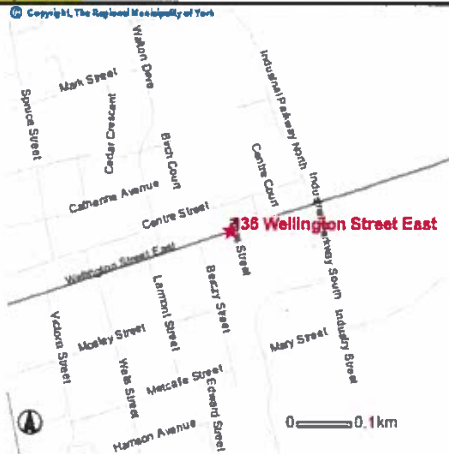 Copyright, The Regional Municipality of York
Walton Drive
Industrial Parkway North
Mark Street
Spruce Street
Cedar Crescent
Birch Court
Centre Court
Catherine Avenue
Centre Street
Industrial Parkway South
136 Wellington Street East
Street
Wellington Street East
Larmont Street
Berczy Street
Victoria Street
Mosley Street
Mary Street
Industry Street
Wells Street
Metcalfe Street
Edward Street
Harrison Avenue
0 0.1km